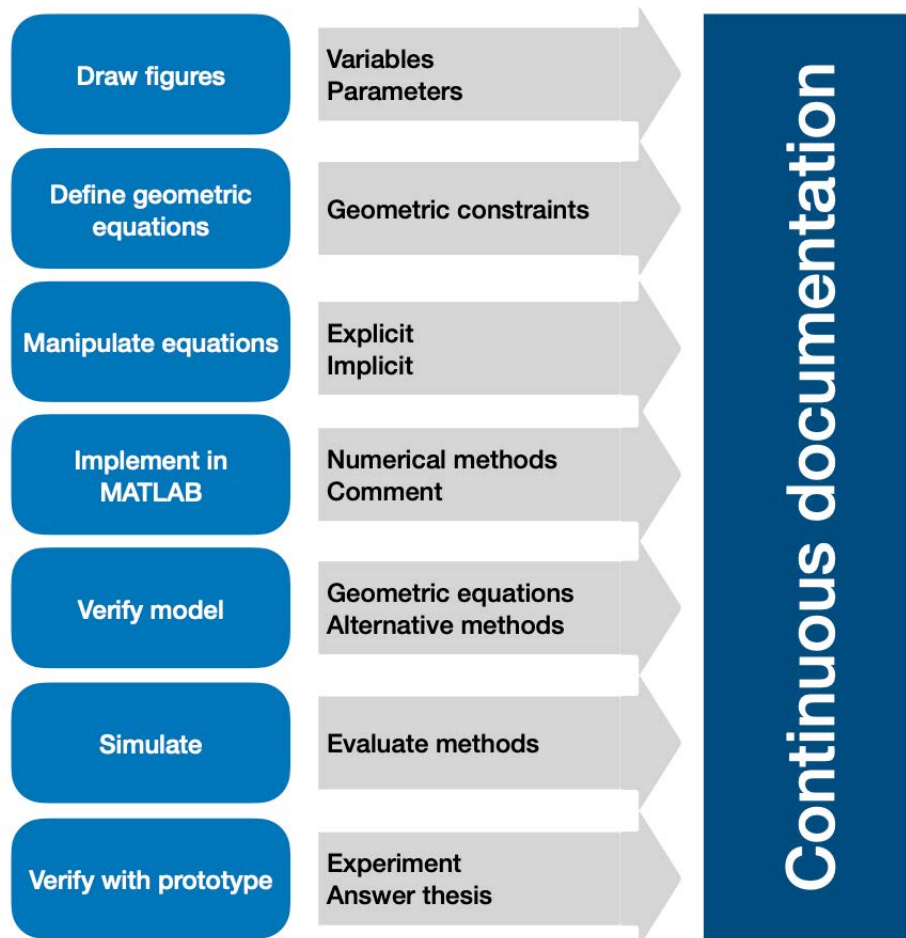 Draw figures
Variables
Parameters
Define geometric
equations
Geometric constraints
Manipulate equations
Explicit
Implicit
Implement in
MATLAB
Numerical methods
Comment
Verify model
Geometric equations
Alternative methods
Simulate
Evaluate methods
Verify with prototype
Experiment
Answer thesis
Continuous documentation